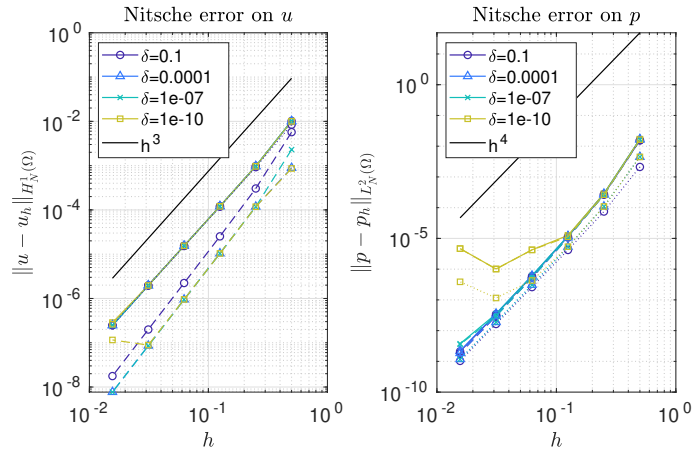 Nitsche error on u
10^0
10^-2
10^-4
10^-6
10^-8
||u − u_h||_{H^1_N(Ω)}
δ=0.1
δ=0.0001
δ=1e-07
δ=1e-10
h^3
10^-2
10^-1
10^0
h
Nitsche error on p
10^0
10^-5
10^-10
||p − p_h||_{L^2_N(Ω)}
δ=0.1
δ=0.0001
δ=1e-07
δ=1e-10
h^4
10^-2
10^-1
10^0
h